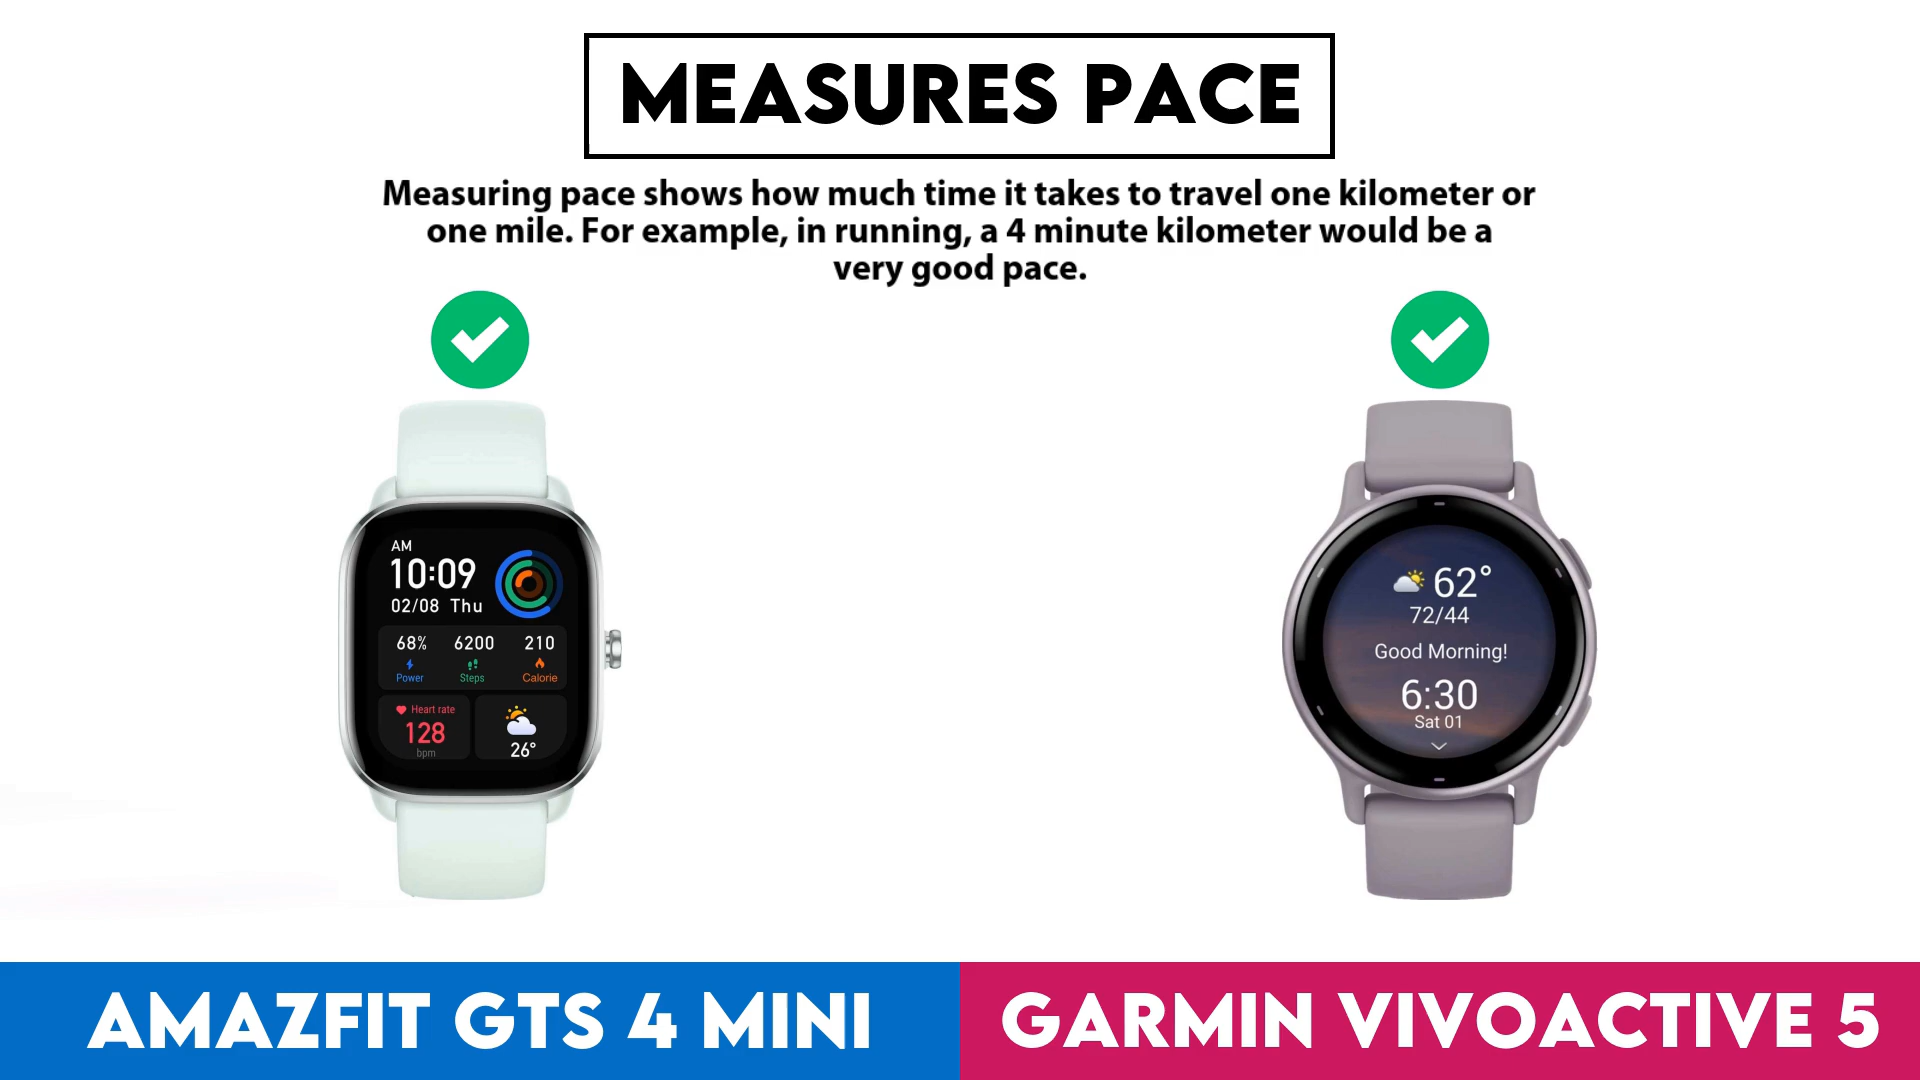 MEASURES PACE
Measuring pace shows how much time it takes to travel one kilometer or
one mile. For example, in running, a 4 minute kilometer would be a
very good pace.
AM
10:09
02/08 Thu
68% 6200 210
Power Steps Calorie
Heart rate
128
bpm
26°
62°
72/44
Good Morning!
6:30
Sat 01
AMAZFIT GTS 4 MINI
GARMIN VIVOACTIVE 5